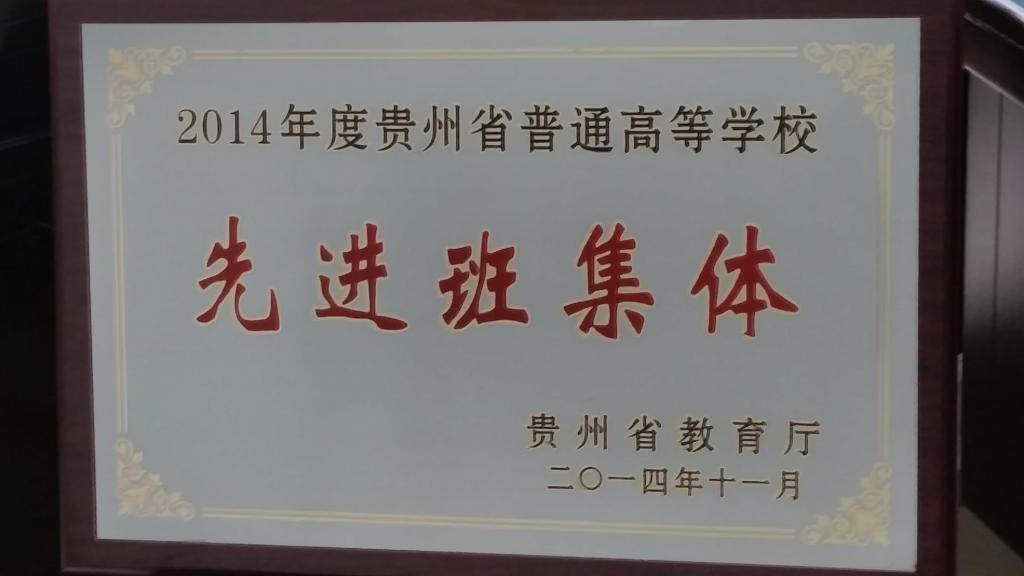 2014年度贵州省普通高等学校
先进班集体
贵州省教育厅
二〇一四年十一月